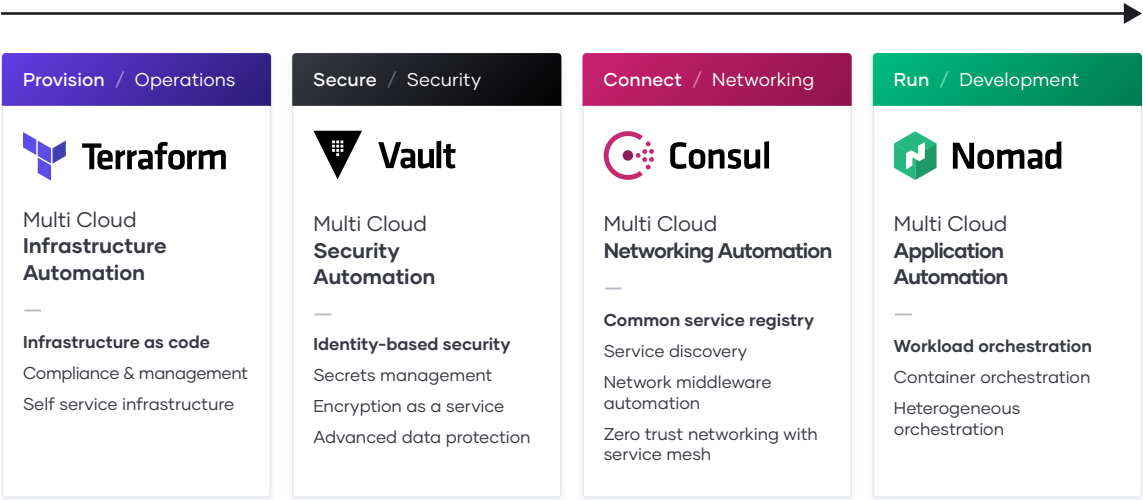 Provision / Operations
Terraform
Multi Cloud
Infrastructure
Automation
Infrastructure as code
Compliance & management
Self service infrastructure
Secure / Security
Vault
Multi Cloud
Security
Automation
Identity-based security
Secrets management
Encryption as a service
Advanced data protection
Connect / Networking
Consul
Multi Cloud
Networking Automation
Common service registry
Service discovery
Network middleware
automation
Zero trust networking with
service mesh
Run / Development
Nomad
Multi Cloud
Application
Automation
Workload orchestration
Container orchestration
Heterogeneous
orchestration